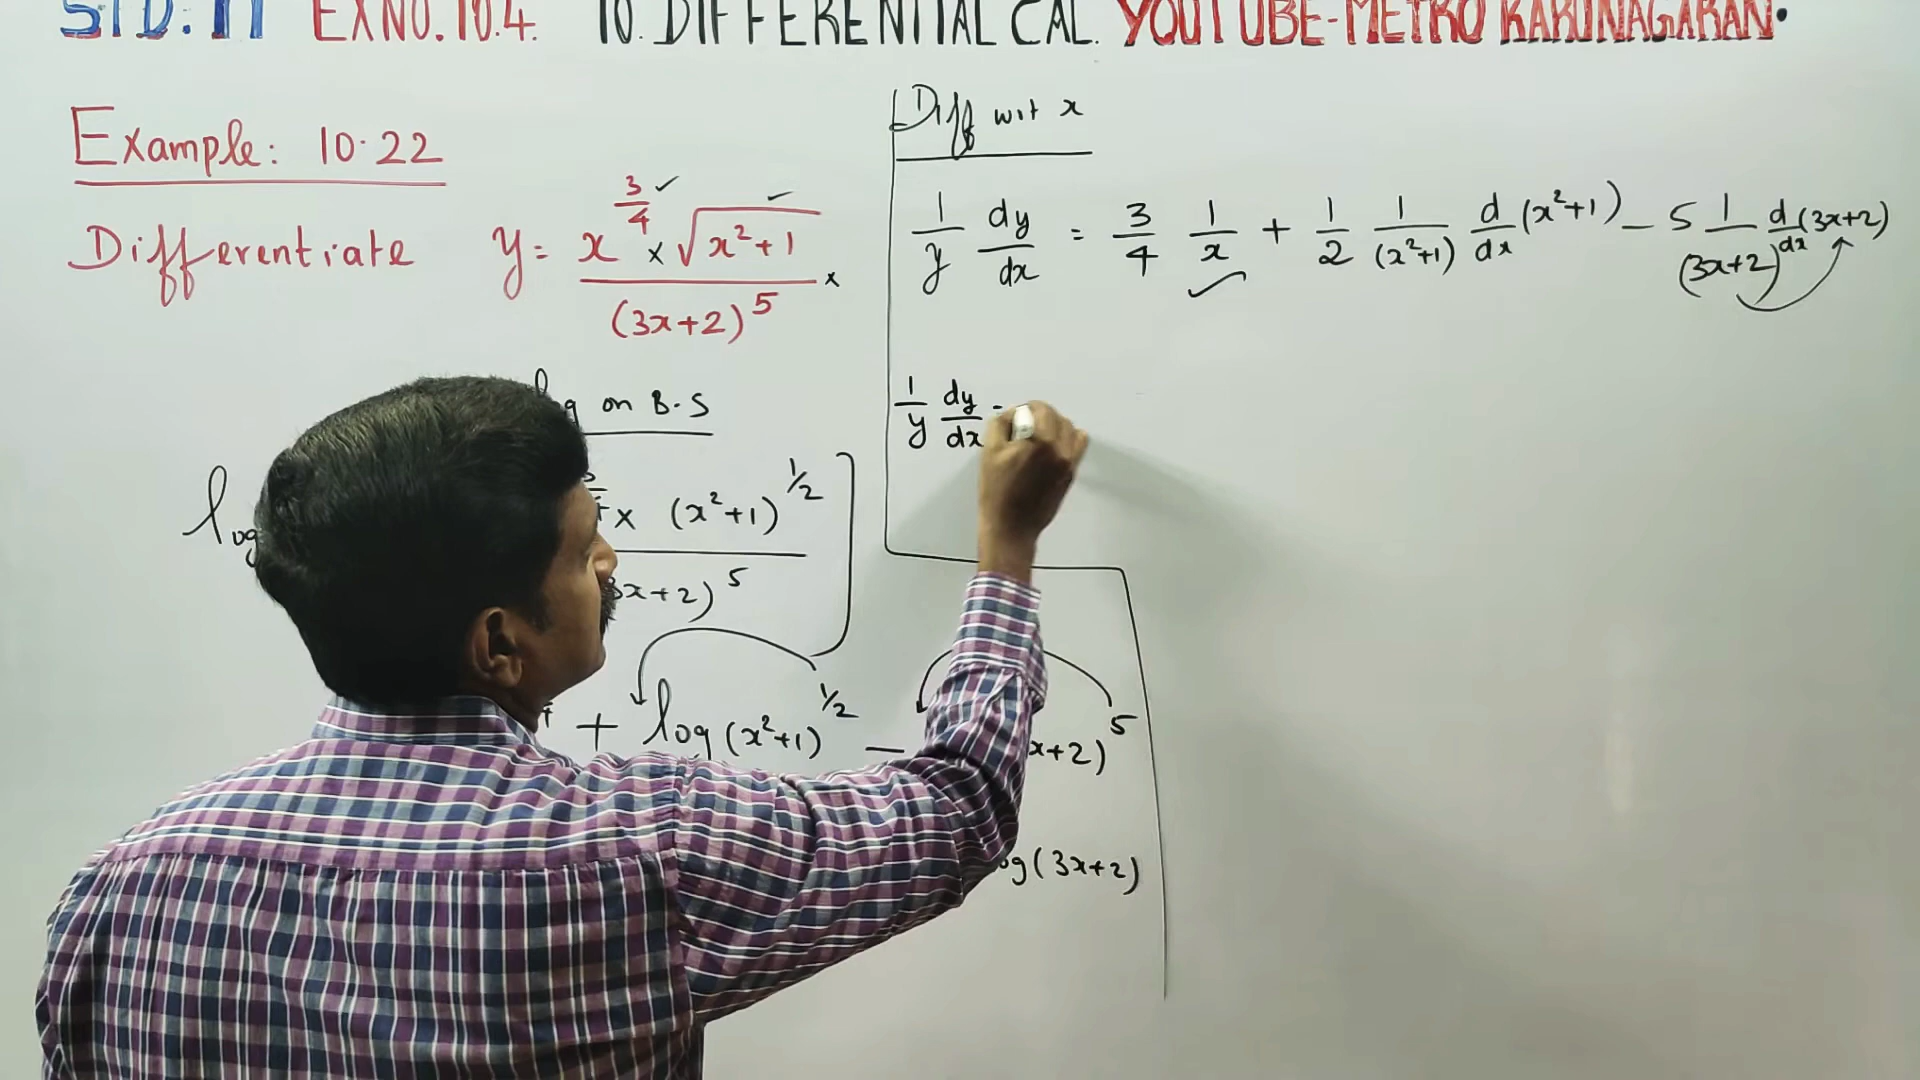 STD. 11 EX NO. 10.4. 10. DIFFERENTIAL CAL. YOUTUBE-METRO KARUNAGARAN.
Example: 10.22
Differentiate y = x^{3/4} × √(x²+1) / (3x+2)^5
on B.S
(x²+1)^{1/2}
x+2)^5
+ log(x²+1)^{1/2} − x+2)^5
(3x+2)
Diff wrt x
1/y dy/dx = 3/4 1/x + 1/2 1/(x²+1) d/dx (x²+1) − 5 1/(3x+2) d/dx (3x+2)
1/y dy/dx =